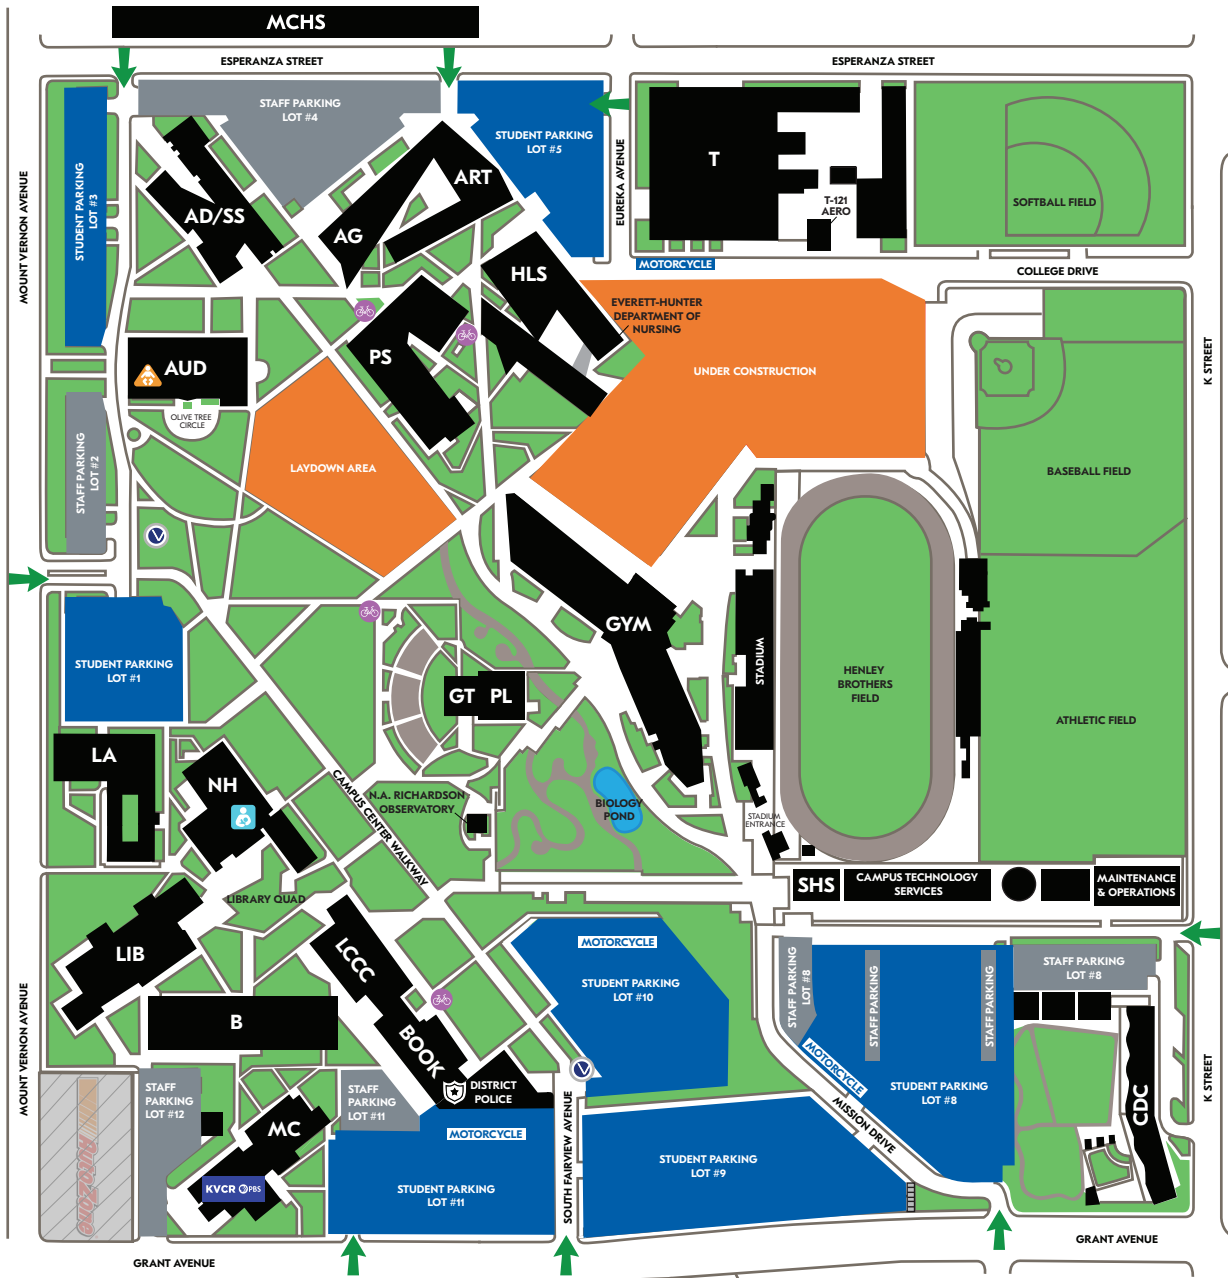 MCHS
ESPERANZA STREET
ESPERANZA STREET
STAFF PARKING
LOT #4
STUDENT PARKING
LOT #5
STUDENT PARKING
LOT #3
MOUNT VERNON AVENUE
EUREKA AVENUE
AD/SS
AG
ART
HLS
T
T-121
AERO
SOFTBALL FIELD
MOTORCYCLE
COLLEGE DRIVE
EVERETT-HUNTER
DEPARTMENT OF
NURSING
UNDER CONSTRUCTION
K STREET
PS
AUD
OLIVE TREE
CIRCLE
STAFF PARKING
LOT #2
LAYDOWN AREA
BASEBALL FIELD
V
STUDENT PARKING
LOT #1
GYM
STADIUM
HENLEY
BROTHERS
FIELD
ATHLETIC FIELD
GT
PL
LA
NH
CAMPUS CENTER WALKWAY
N.A. RICHARDSON
OBSERVATORY
BIOLOGY
POND
STADIUM
ENTRANCE
SHS
CAMPUS TECHNOLOGY
SERVICES
MAINTENANCE
& OPERATIONS
LIBRARY QUAD
LIB
LCCC
MOTORCYCLE
STUDENT PARKING
LOT #10
STAFF PARKING
LOT #8
STAFF PARKING
STAFF PARKING
STAFF PARKING
LOT #8
MOUNT VERNON AVENUE
B
BOOK
DISTRICT
POLICE
V
MOTORCYCLE
STUDENT PARKING
LOT #8
MISSION DRIVE
CDC
K STREET
AutoZone
STAFF
PARKING
LOT #12
MC
STAFF
PARKING
LOT #11
MOTORCYCLE
STUDENT PARKING
LOT #11
KVCR PBS
SOUTH FAIRVIEW AVENUE
STUDENT PARKING
LOT #9
GRANT AVENUE
GRANT AVENUE